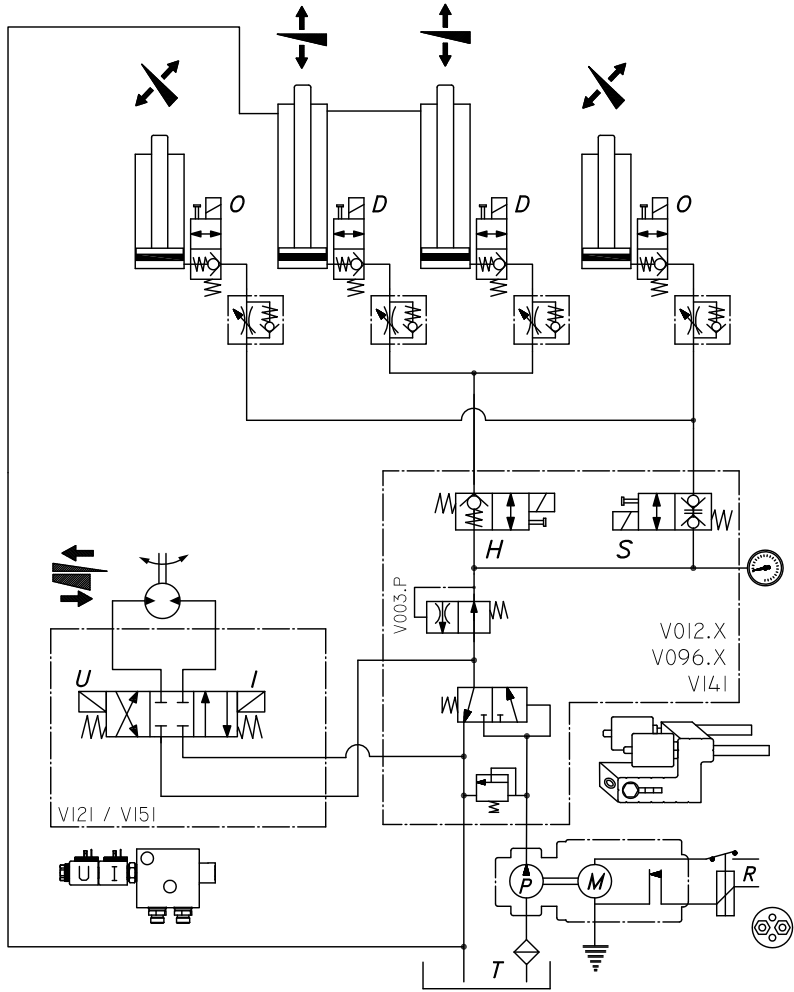 O
D
D
O
H
S
V003.P
V012.X
V096.X
V141
U
I
V121 / V151
U I
P
M
R
T